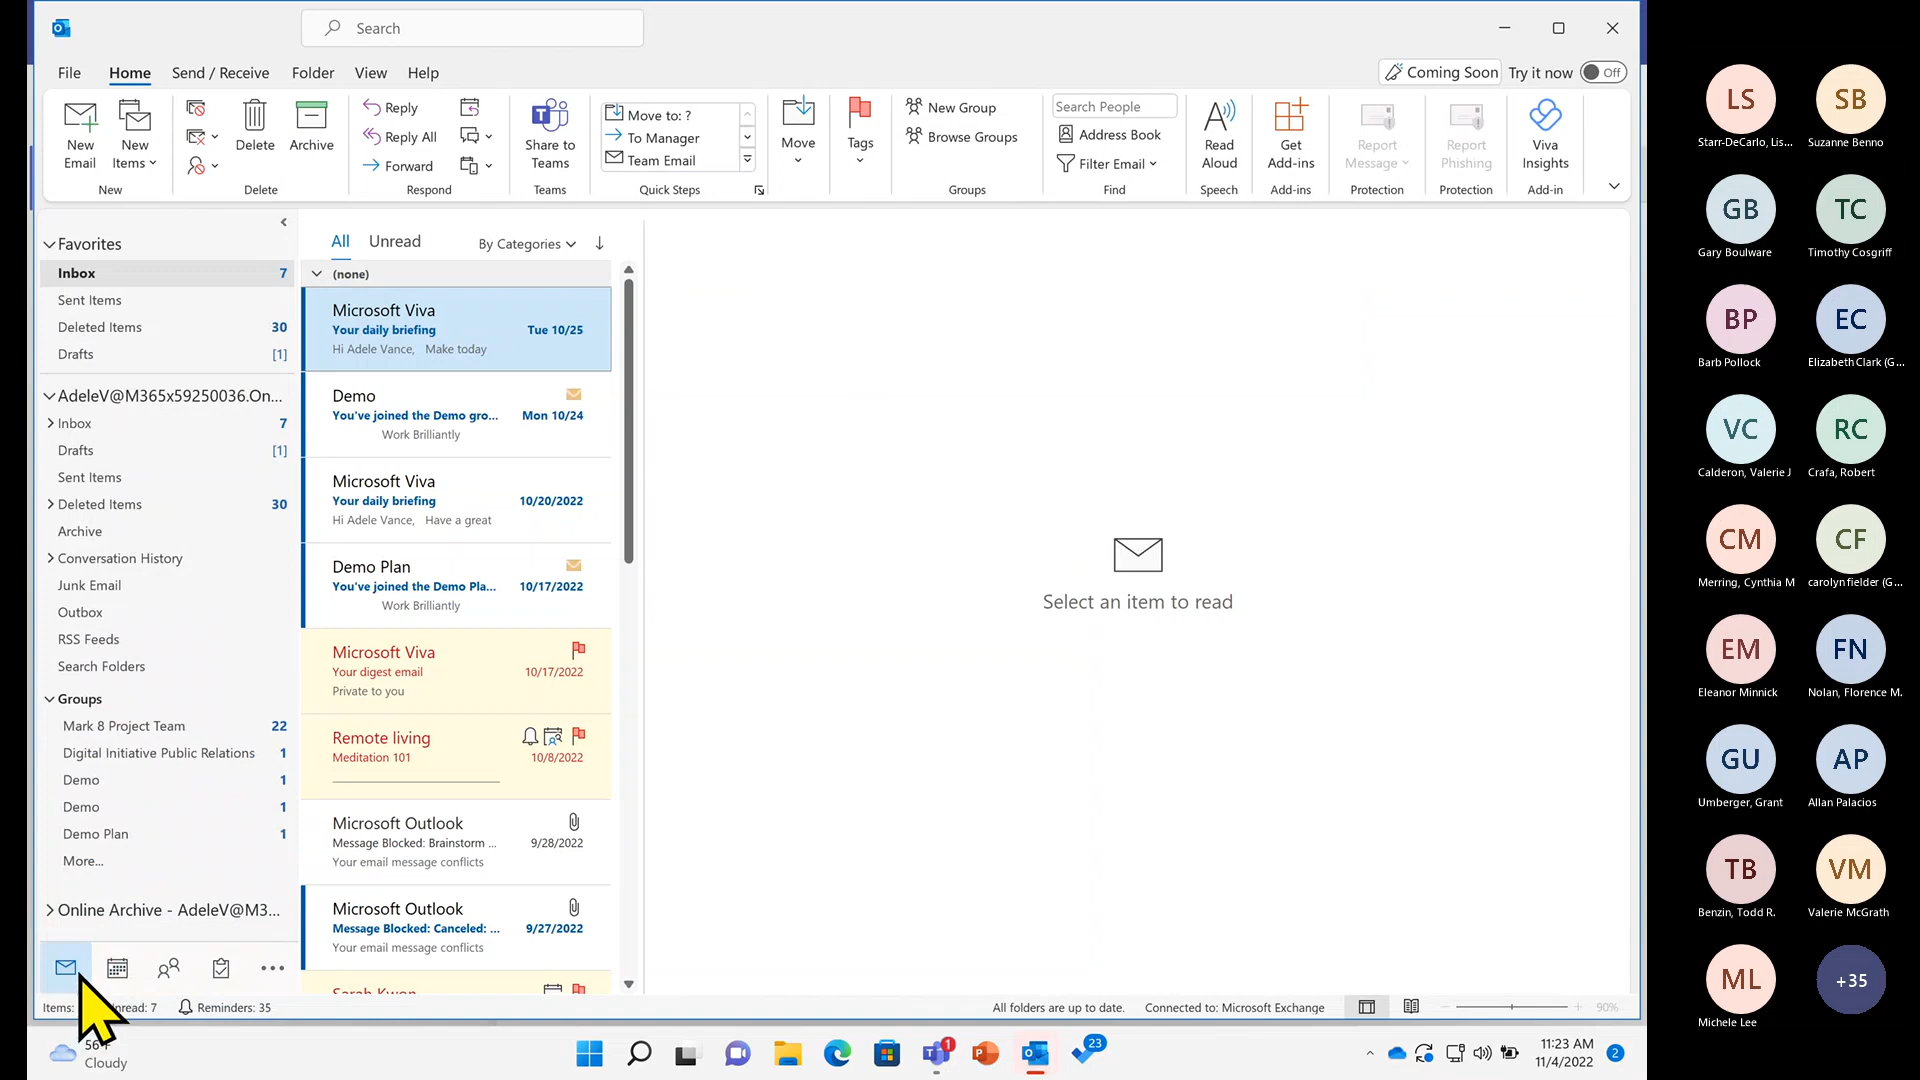 Search
File Home Send / Receive Folder View Help
Coming Soon Try it now Off
New Email
New Items
New
Delete
Archive
Delete
Reply
Reply All
Forward
Respond
Share to Teams
Teams
Move to: ?
To Manager
Team Email
Quick Steps
Move
Tags
New Group
Browse Groups
Groups
Search People
Address Book
Filter Email
Find
Read Aloud
Speech
Get Add-ins
Add-ins
Report Message
Protection
Report Phishing
Protection
Viva Insights
Add-in
Favorites
Inbox 7
Sent Items
Deleted Items 30
Drafts [1]
AdeleV@M365x59250036.On...
Inbox 7
Drafts [1]
Sent Items
Deleted Items 30
Archive
Conversation History
Junk Email
Outbox
RSS Feeds
Search Folders
Groups
Mark 8 Project Team 22
Digital Initiative Public Relations 1
Demo 1
Demo 1
Demo Plan 1
More...
Online Archive - AdeleV@M3...
All Unread By Categories
(none)
Microsoft Viva
Your daily briefing Tue 10/25
Hi Adele Vance, Make today
Demo
You've joined the Demo gro... Mon 10/24
Work Brilliantly
Microsoft Viva
Your daily briefing 10/20/2022
Hi Adele Vance, Have a great
Demo Plan
You've joined the Demo Pla... 10/17/2022
Work Brilliantly
Microsoft Viva
Your digest email 10/17/2022
Private to you
Remote living
Meditation 101 10/8/2022
Microsoft Outlook
Message Blocked: Brainstorm ... 9/28/2022
Your email message conflicts
Microsoft Outlook
Message Blocked: Canceled: ... 9/27/2022
Your email message conflicts
Select an item to read
Items: Reminders: 35
All folders are up to date. Connected to: Microsoft Exchange 90%
Cloudy
1
23
11:23 AM
11/4/2022
2
LS
Starr-DeCarlo, Lis...
SB
Suzanne Benno
GB
Gary Boulware
TC
Timothy Cosgriff
BP
Barb Pollock
EC
Elizabeth Clark (G...
VC
Calderon, Valerie J
RC
Crafa, Robert
CM
Merring, Cynthia M
CF
carolyn fielder (G...
EM
Eleanor Minnick
FN
Nolan, Florence M.
GU
Umberger, Grant
AP
Allan Palacios
TB
Benzin, Todd R.
VM
Valerie McGrath
ML
Michele Lee
+35